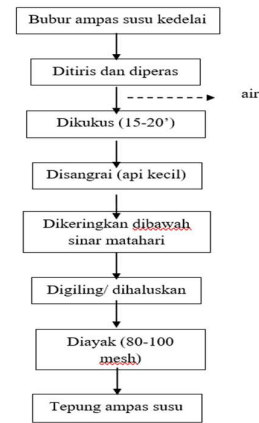 Bubur ampas susu kedelai
Ditiris dan diperas
air
Dikukus (15-20’)
Disangrai (api kecil)
Dikeringkan dibawah
sinar matahari
Digiling/ dihaluskan
Diayak (80-100
mesh)
Tepung ampas susu